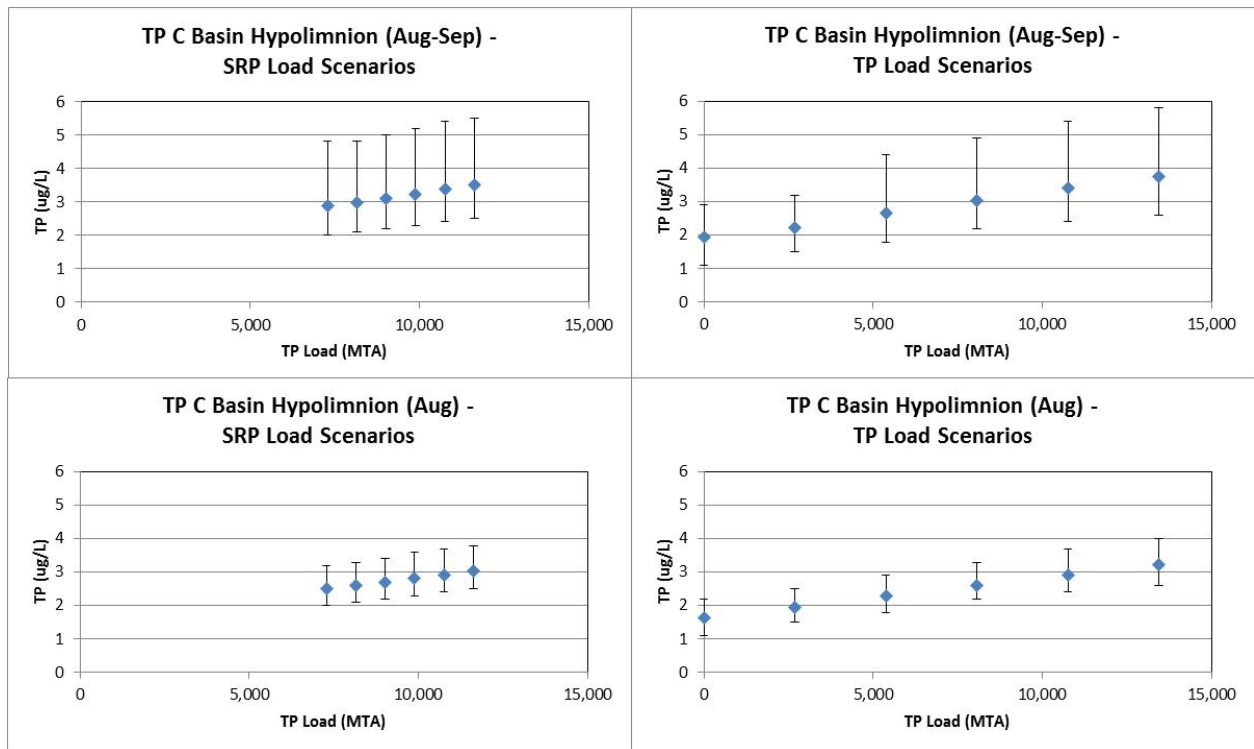 TP C Basin Hypolimnion (Aug-Sep) -
SRP Load Scenarios
6
5
4
3
2
1
0
TP (ug/L)
0 5,000 10,000 15,000
TP Load (MTA)
TP C Basin Hypolimnion (Aug-Sep) -
TP Load Scenarios
6
5
4
3
2
1
0
TP (ug/L)
0 5,000 10,000 15,000
TP Load (MTA)
TP C Basin Hypolimnion (Aug) -
SRP Load Scenarios
6
5
4
3
2
1
0
TP (ug/L)
0 5,000 10,000 15,000
TP Load (MTA)
TP C Basin Hypolimnion (Aug) -
TP Load Scenarios
6
5
4
3
2
1
0
TP (ug/L)
0 5,000 10,000 15,000
TP Load (MTA)